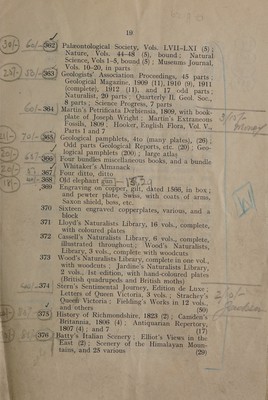 18
362 Palæontological Society, Vols. LVII–LXI (5);
Nature, Vols. 44-48 (5), bound; Natural
Science, Vols 1-5, bound (5); Museum Journal,
Vols. 10-20, in parts
363 Geologists' Association Proceedings, 45 parts;
Geological Magazine, 1909 (11), 1910 (9), 1911
(complete), 1912 (11), and 17 odd parts;
Naturalist, 20 parts; Quarterly Jl. Geol. Soc.,
8 parts; Science Progress, 7 parts
364 Martin's Petrificata Derbiensia, 1809, with book-
plate of Joseph Wright; Martin's Extraneous
Fossils, 1809; Hooker, English Flora, Vol. V.,
Parts 1 and 7
365 Geological pamphlets, 4to (many plates), (26)
Odd parts Geological Reports, etc. (20); Geo-
logical pamphlets (200); large atlas
366 Four bundles miscellaneous books, and a bundle
Whitaker's Almanack
367 Four ditto, ditto
368 Old elephant gun
369 Engraving on copper, gilt, dated 1566, in box,
and pewter plate, Swiss, with coats of arms,
Saxon shield, boss, etc.
370 Sixteen engraved copperplates, various, and a
block
371 Lloyd's Naturalists Library, 16 vols., complete,
with coloured plates
372 Cassell's Naturalists Library, 6 vols., complete,
illustrated throughout; Wood's Naturalists,
Library, 3 vols., complete with woodcuts
373 Wood's Naturalists Library, complete in one vol.,
with woodcuts; Jardine's Naturalists Library,
2 vols., 1st edition, with hand-coloured plates
(British quadrupeds and British moths)
374 Stern's Sentimental Journey, Edition de Luxe;
Letters of Queen Victoria, 3 vols.; Strachey's
Queen Victoria; Fielding's Works in 12 vols.,
and others
375 History of Richmondshire, 1823 (2); Camden's
Britannia, 1806 (4); Antiquarian Repertory,
1807 (4); and 7 (17)
376 Batty's Italian Scenery; Elliot's Views in the
East (2); Scenery of the Himalayan Moun-
tains, and 25 various (29)